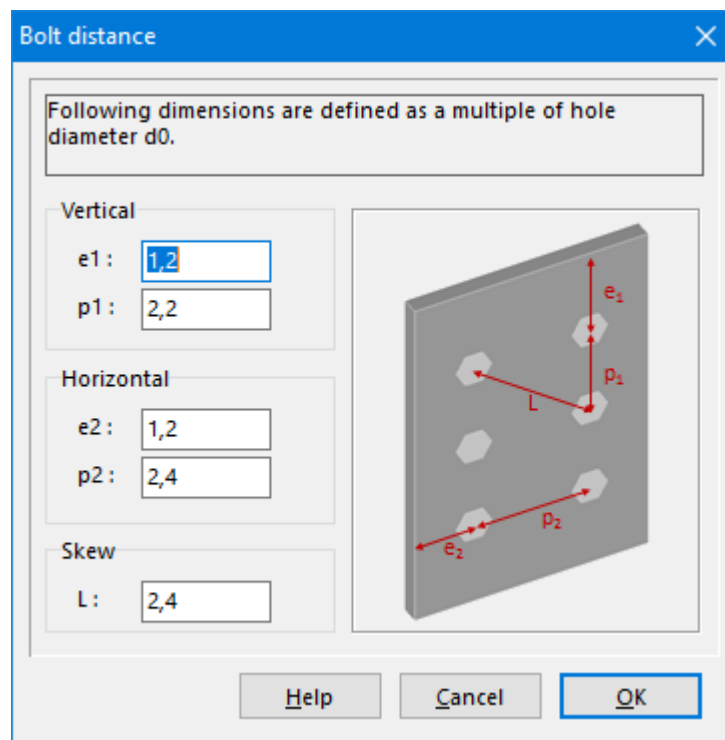 Bolt distance
Following dimensions are defined as a multiple of hole
diameter d0.
Vertical
e1 : 1,2
p1 : 2,2
Horizontal
e2 : 1,2
p2 : 2,4
Skew
L : 2,4
e₁
p₁
L
p₂
e₂
Help Cancel OK